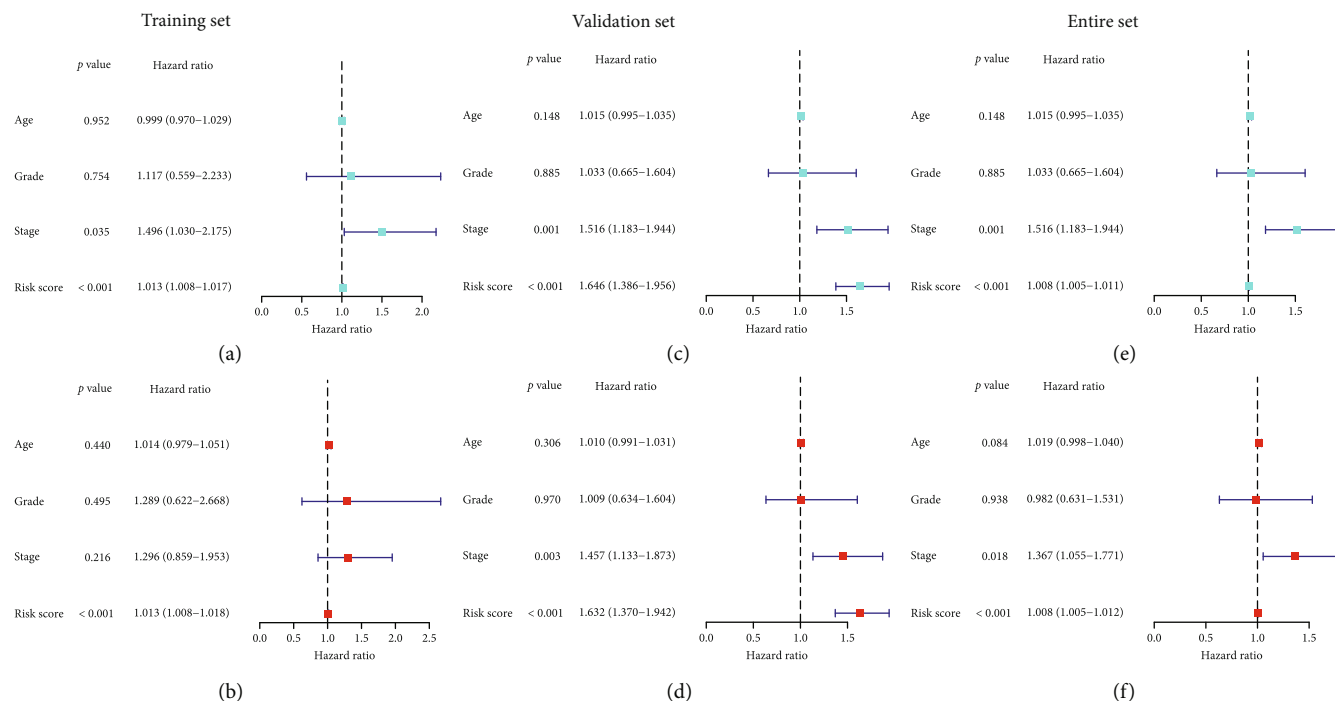 Training set
Validation set
Entire set
p value Hazard ratio
Age 0.952 0.999 (0.970−1.029)
Grade 0.754 1.117 (0.559−2.233)
Stage 0.035 1.496 (1.030−2.175)
Risk score < 0.001 1.013 (1.008−1.017)
0.0 0.5 1.0 1.5 2.0
Hazard ratio
(a)
p value Hazard ratio
Age 0.148 1.015 (0.995−1.035)
Grade 0.885 1.033 (0.665−1.604)
Stage 0.001 1.516 (1.183−1.944)
Risk score < 0.001 1.646 (1.386−1.956)
0.0 0.5 1.0 1.5
Hazard ratio
(c)
p value Hazard ratio
Age 0.148 1.015 (0.995−1.035)
Grade 0.885 1.033 (0.665−1.604)
Stage 0.001 1.516 (1.183−1.944)
Risk score < 0.001 1.008 (1.005−1.011)
0.0 0.5 1.0 1.5
Hazard ratio
(e)
p value Hazard ratio
Age 0.440 1.014 (0.979−1.051)
Grade 0.495 1.289 (0.622−2.668)
Stage 0.216 1.296 (0.859−1.953)
Risk score < 0.001 1.013 (1.008−1.018)
0.0 0.5 1.0 1.5 2.0 2.5
Hazard ratio
(b)
p value Hazard ratio
Age 0.306 1.010 (0.991−1.031)
Grade 0.970 1.009 (0.634−1.604)
Stage 0.003 1.457 (1.133−1.873)
Risk score < 0.001 1.632 (1.370−1.942)
0.0 0.5 1.0 1.5
Hazard ratio
(d)
p value Hazard ratio
Age 0.084 1.019 (0.998−1.040)
Grade 0.938 0.982 (0.631−1.531)
Stage 0.018 1.367 (1.055−1.771)
Risk score < 0.001 1.008 (1.005−1.012)
0.0 0.5 1.0 1.5
Hazard ratio
(f)